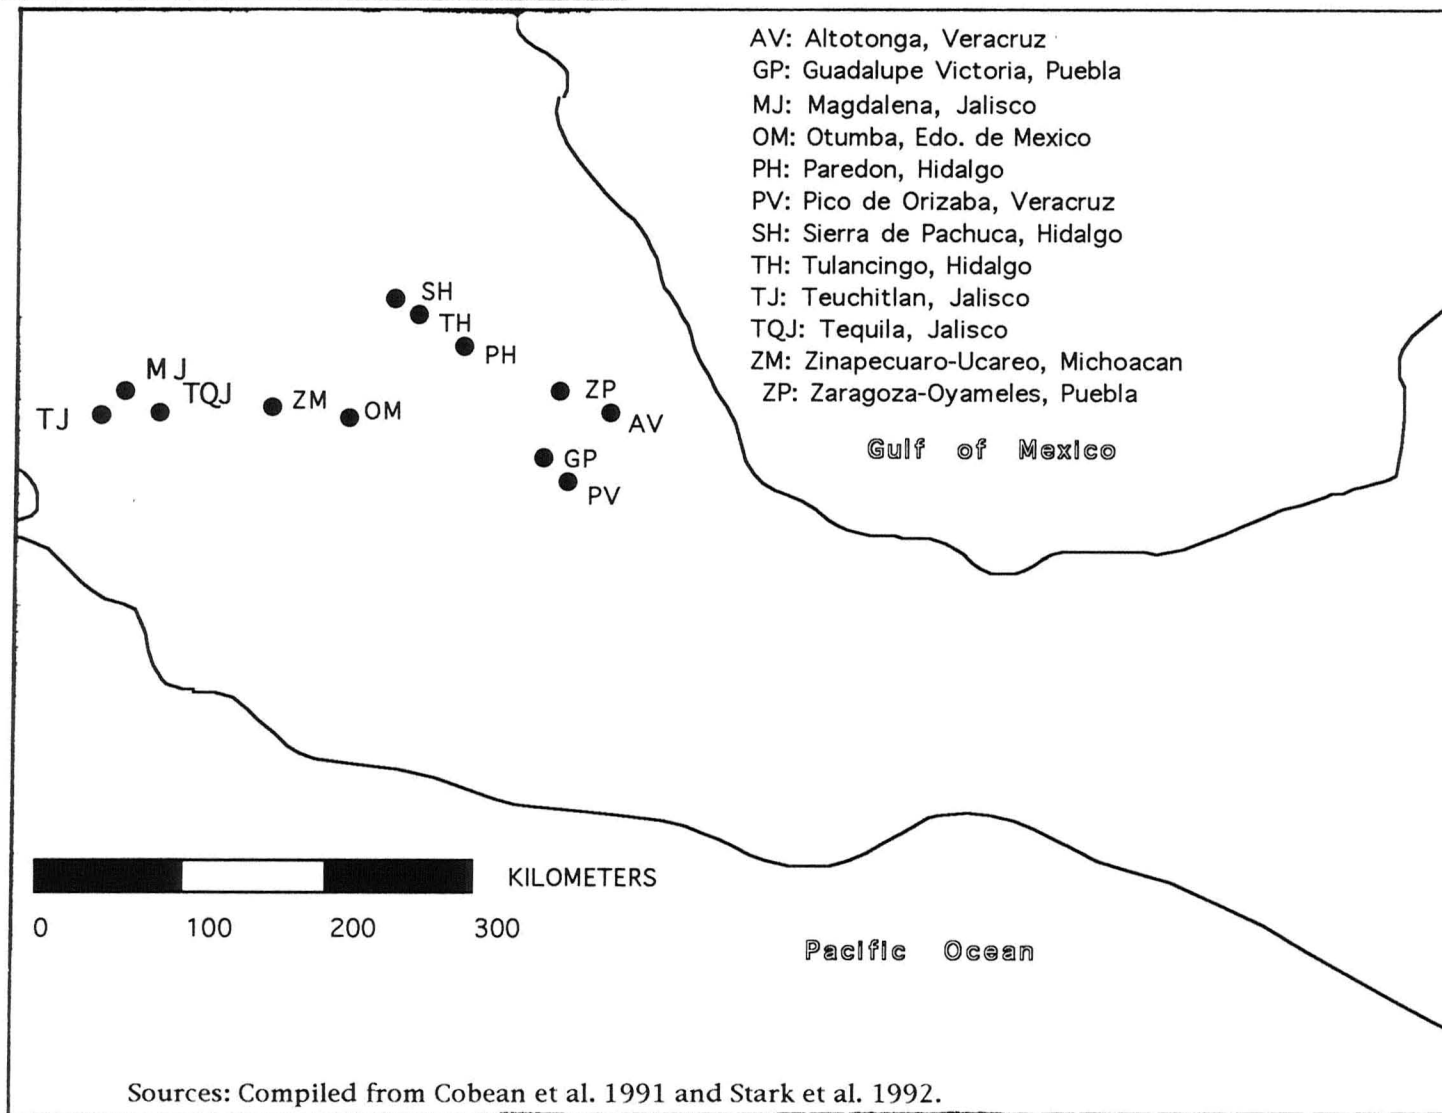 AV: Altotonga, Veracruz
GP: Guadalupe Victoria, Puebla
MJ: Magdalena, Jalisco
OM: Otumba, Edo. de Mexico
PH: Paredon, Hidalgo
PV: Pico de Orizaba, Veracruz
SH: Sierra de Pachuca, Hidalgo
TH: Tulancingo, Hidalgo
TJ: Teuchitlan, Jalisco
TQJ: Tequila, Jalisco
ZM: Zinapecuaro-Ucareo, Michoacan
ZP: Zaragoza-Oyameles, Puebla
SH
TH
PH
MJ
TQJ
TJ
ZM
OM
ZP
AV
GP
PV
Gulf of Mexico
KILOMETERS
0 100 200 300
Pacific Ocean
Sources: Compiled from Cobean et al. 1991 and Stark et al. 1992.